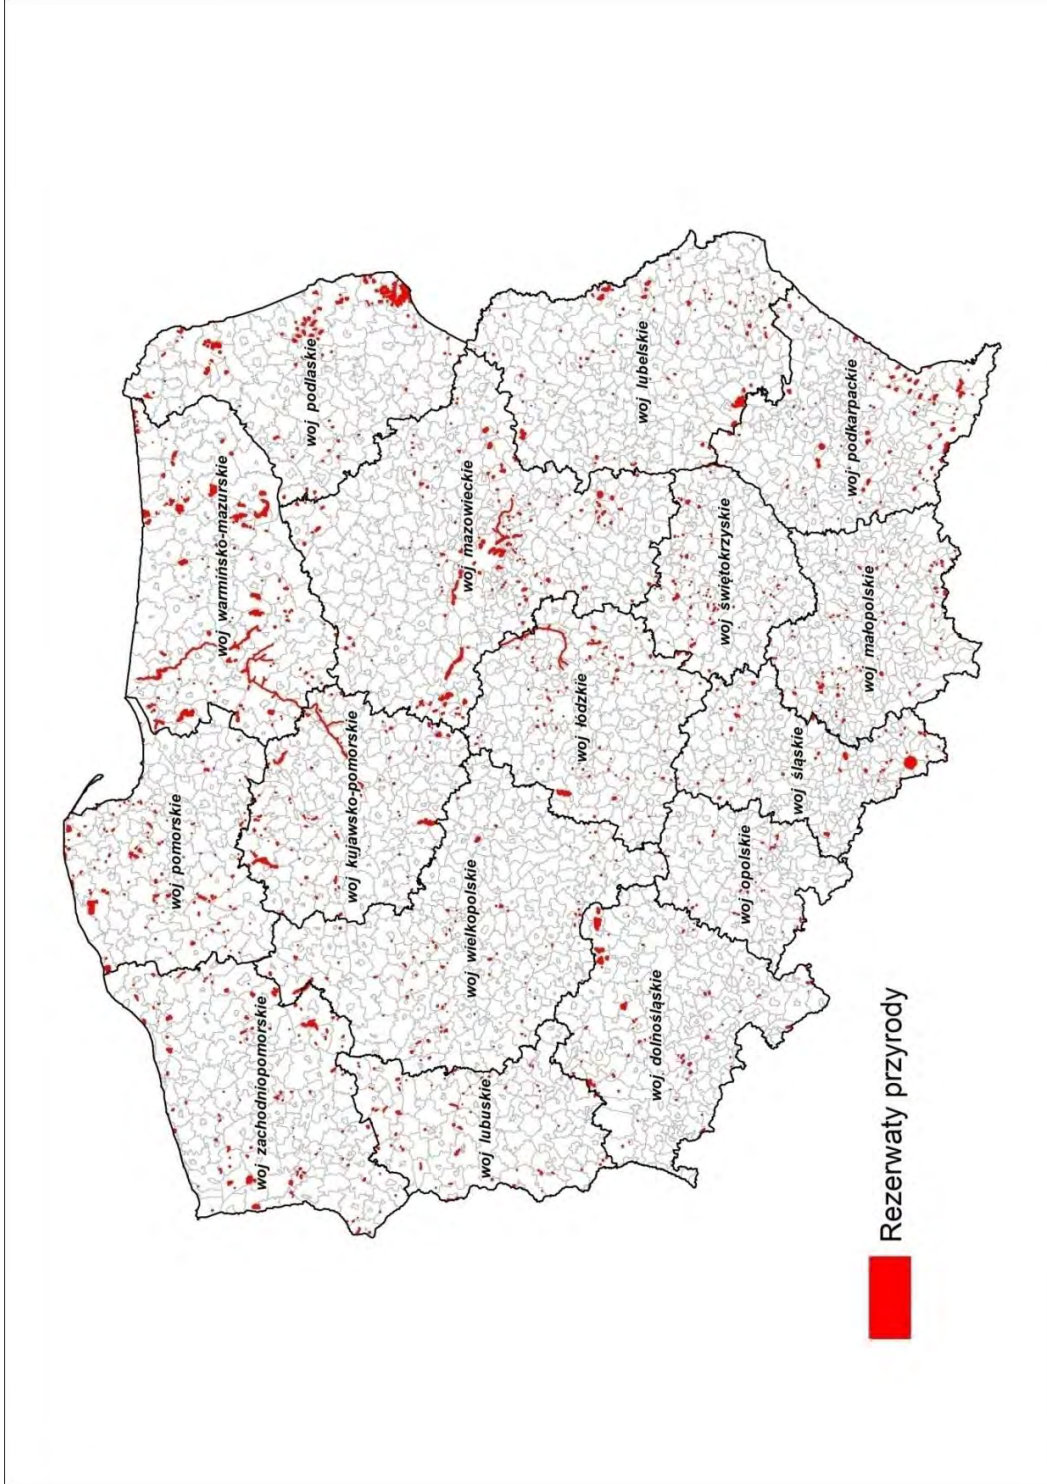 woj pomorskie
woj warmińsko-mazurskie
woj zachodniopomorskie
woj podlaskie
woj kujawsko-pomorskie
woj mazowieckie
woj wielkopolskie
woj lubuskie
woj łódzkie
woj lubelskie
woj dolnośląskie
woj świętokrzyskie
woj opolskie
woj śląskie
woj podkarpackie
woj małopolskie
Rezerwaty przyrody